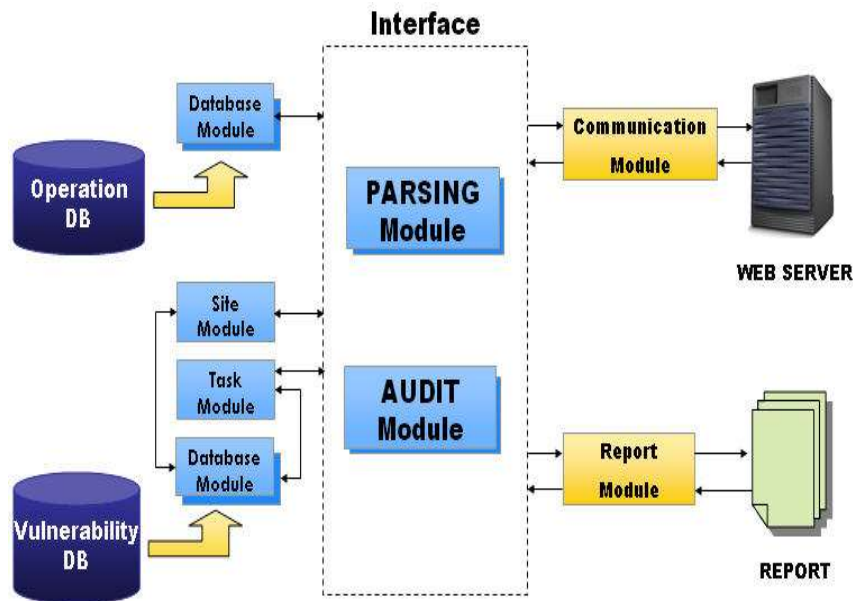 Interface
Database
Module
Operation
DB
PARSING
Module
Communication
Module
WEB SERVER
Site
Module
Task
Module
Database
Module
Vulnerability
DB
AUDIT
Module
Report
Module
REPORT